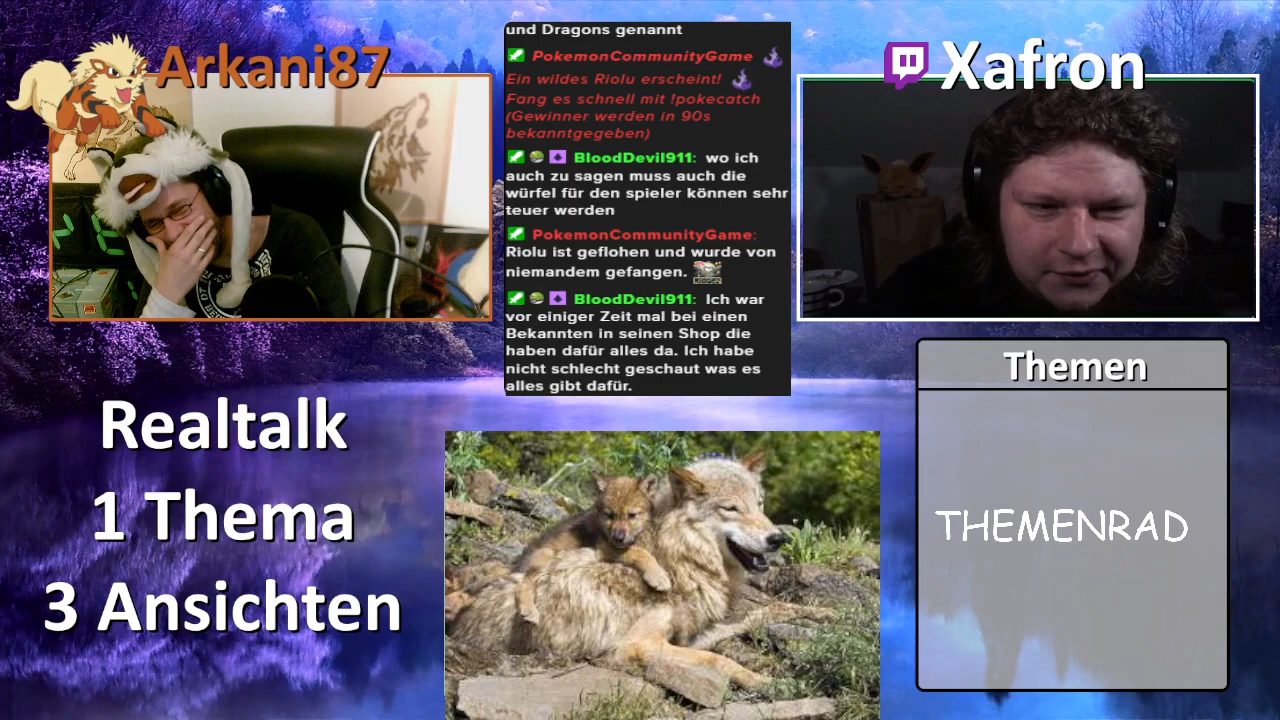 Arkani87
und Dragons genannt
PokemonCommunityGame
Ein wildes Riolu erscheint!
Fang es schnell mit !pokecatch
(Gewinner werden in 90s
bekanntgegeben)
BloodDevil911: wo ich
auch zu sagen muss auch die
würfel für den spieler können sehr
teuer werden
PokemonCommunityGame:
Riolu ist geflohen und wurde von
niemandem gefangen.
BloodDevil911: Ich war
vor einiger Zeit mal bei einen
Bekannten in seinen Shop die
haben dafür alles da. Ich habe
nicht schlecht geschaut was es
alles gibt dafür.
Xafron
Realtalk
1 Thema
3 Ansichten
Themen
THEMENRAD